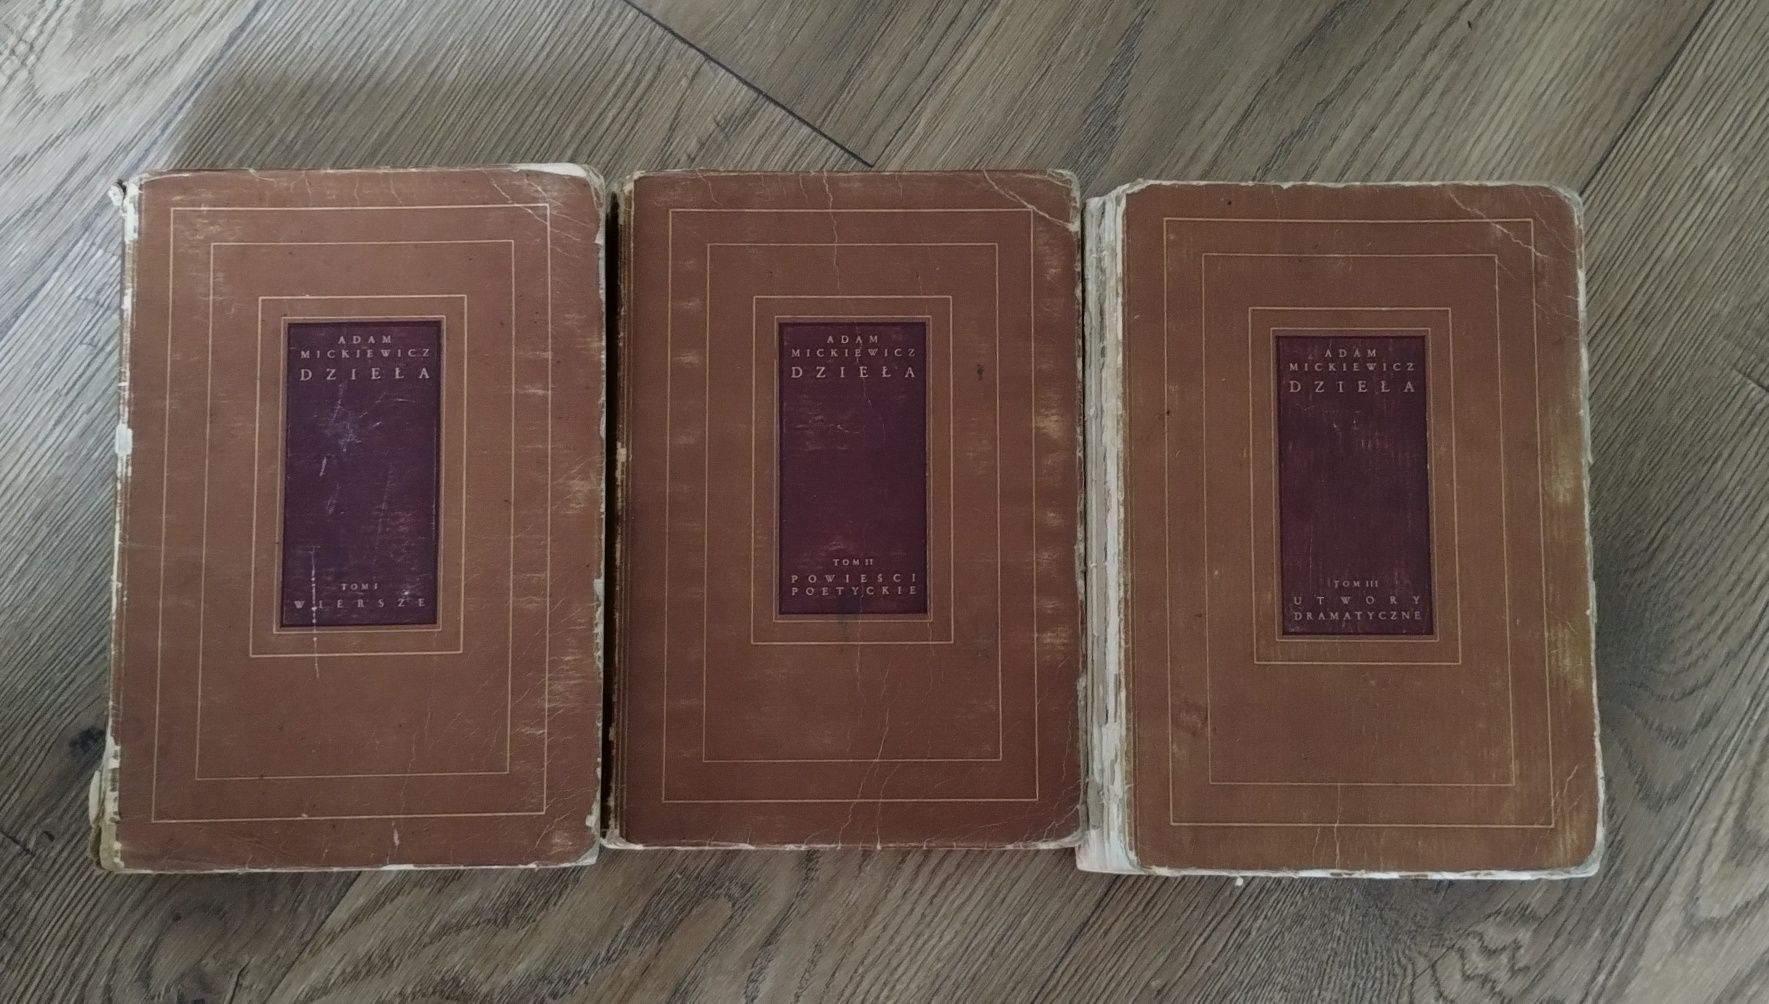 ADAM
MICKIEWICZ
DZIEŁA
TOM I
WIERSZE
ADAM
MICKIEWICZ
DZIEŁA
TOM II
POWIEŚCI
POETYCKIE
ADAM
MICKIEWICZ
DZIEŁA
TOM III
UTWORY
DRAMATYCZNE